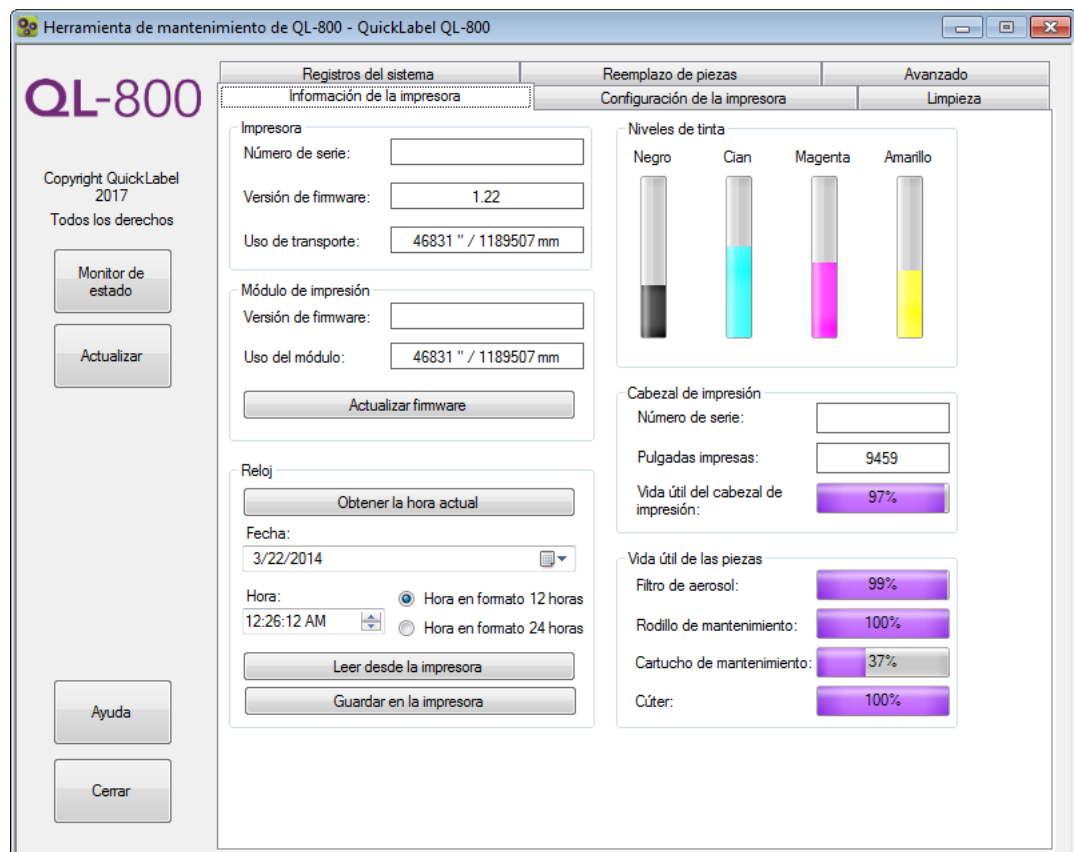 Herramienta de mantenimiento de QL-800 - QuickLabel QL-800
QL-800
Copyright QuickLabel
2017
Todos los derechos
Monitor de
estado
Actualizar
Ayuda
Cerrar
Registros del sistema
Reemplazo de piezas
Avanzado
Información de la impresora
Configuración de la impresora
Limpieza
Impresora
Número de serie:
Versión de firmware:
1.22
Uso de transporte:
46831 " / 1189507 mm
Módulo de impresión
Versión de firmware:
Uso del módulo:
46831 " / 1189507 mm
Actualizar firmware
Reloj
Obtener la hora actual
Fecha:
3/22/2014
Hora:
12:26:12 AM
Hora en formato 12 horas
Hora en formato 24 horas
Leer desde la impresora
Guardar en la impresora
Niveles de tinta
Negro
Cian
Magenta
Amarillo
Cabezal de impresión
Número de serie:
Pulgadas impresas:
9459
Vida útil del cabezal de
impresión:
97%
Vida útil de las piezas
Filtro de aerosol:
99%
Rodillo de mantenimiento:
100%
Cartucho de mantenimiento:
37%
Cúter:
100%